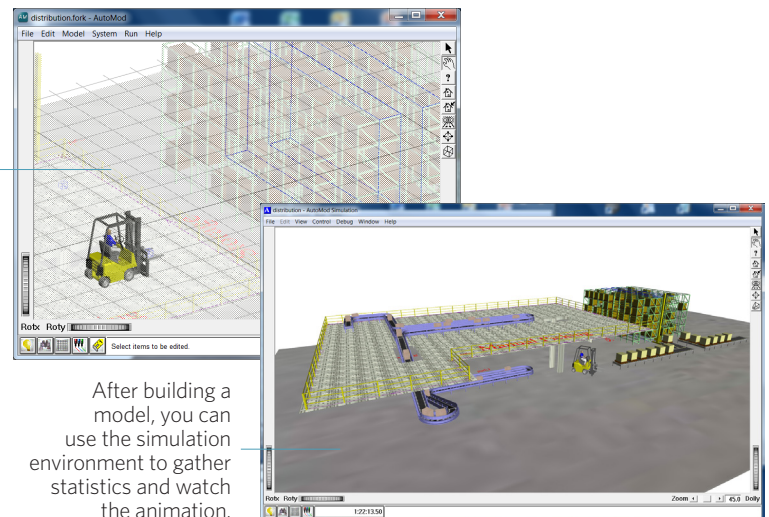 distribution.fork - AutoMod
File Edit Model System Run Help
?
Rotx Roty
Select items to be edited.
distribution - AutoMod Simulation
File Edit View Control Debug Window Help
?
Rotx Roty
Zoom
45.0 Dolly
1:22:13.50
After building a
model, you can
use the simulation
environment to gather
statistics and watch
the animation.